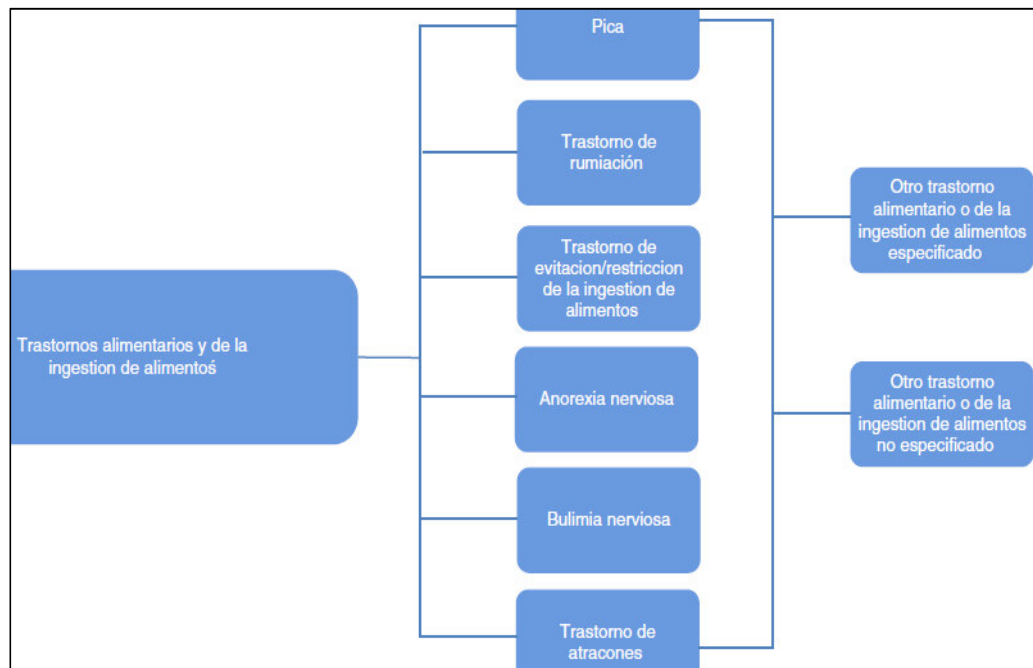 Pica
Trastorno de
rumiación
Trastorno de
evitacion/restriccion
de la ingestion de
alimentos
Trastornos alimentarios y de la
ingestion de alimentoś
Anorexia nerviosa
Bulimia nerviosa
Trastorno de
atracones
Otro trastorno
alimentario o de la
ingestion de alimentos
especificado
Otro trastorno
alimentario o de la
ingestion de alimentos
no especificado